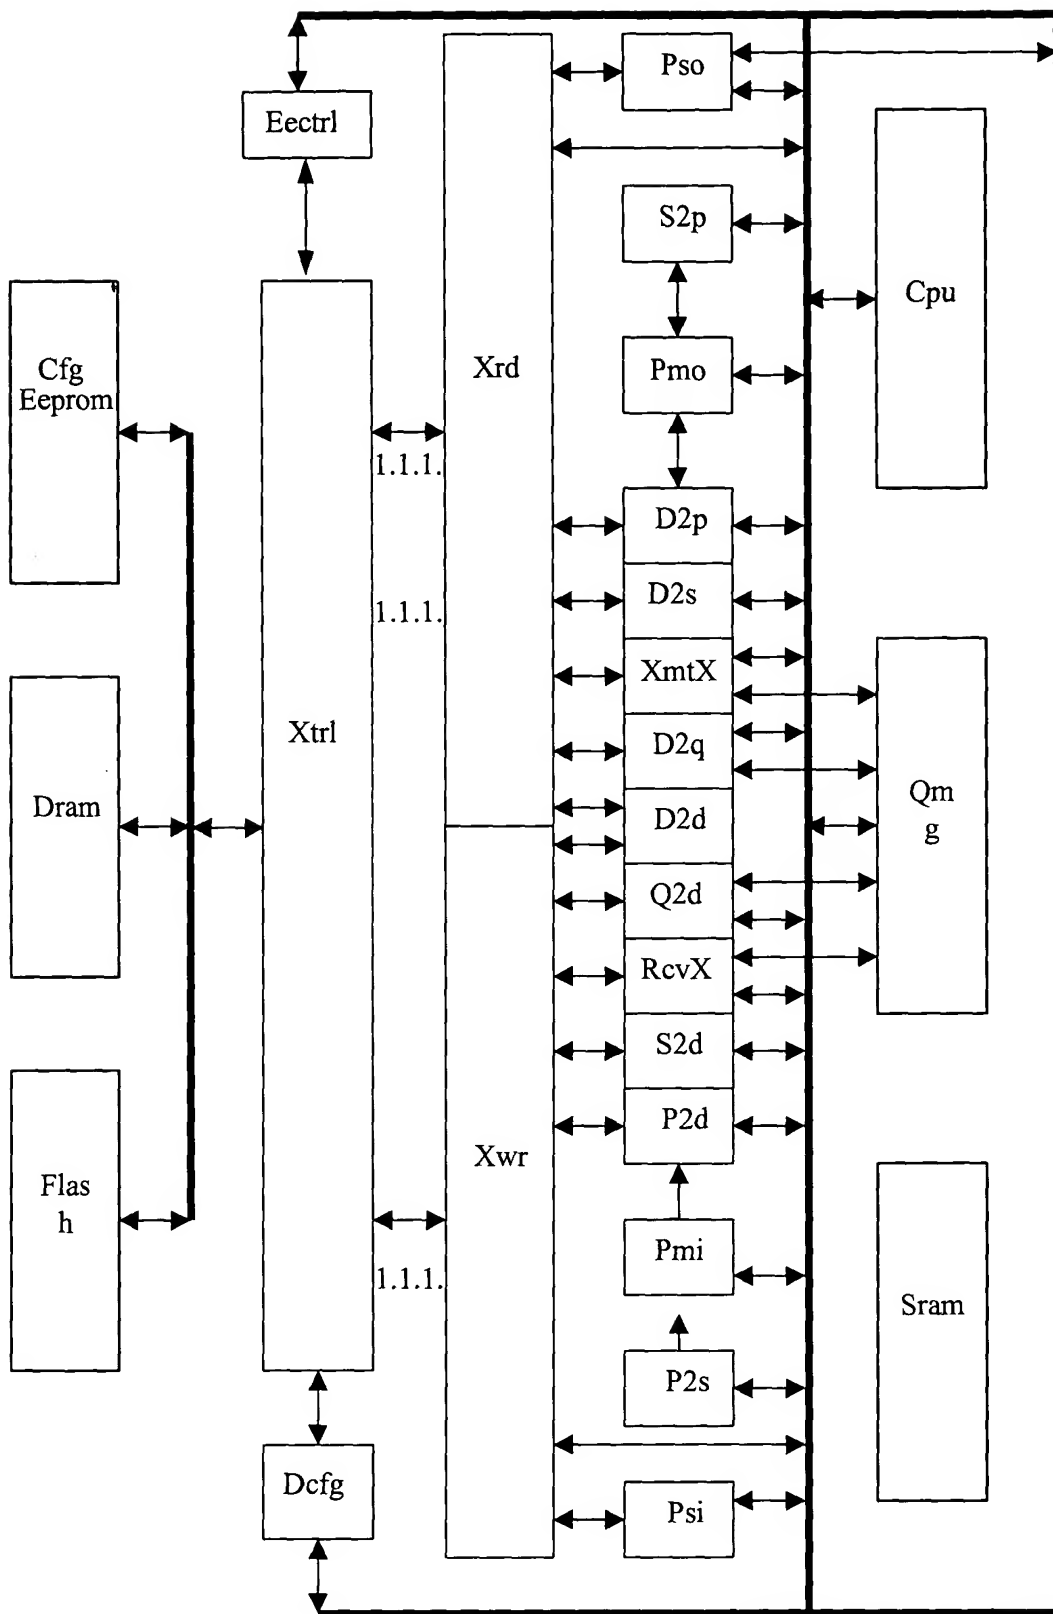 Pso
Eectrl
S2p
Cpu
Cfg
Eeprom
Xrd
Pmo
1.1.1.
D2p
D2s
1.1.1.
XmtX
Xtrl
D2q
Dram
D2d
Qm
g
Q2d
RcvX
S2d
P2d
Xwr
Flas
h
Pmi
1.1.1.
Sram
P2s
Dcfg
Psi